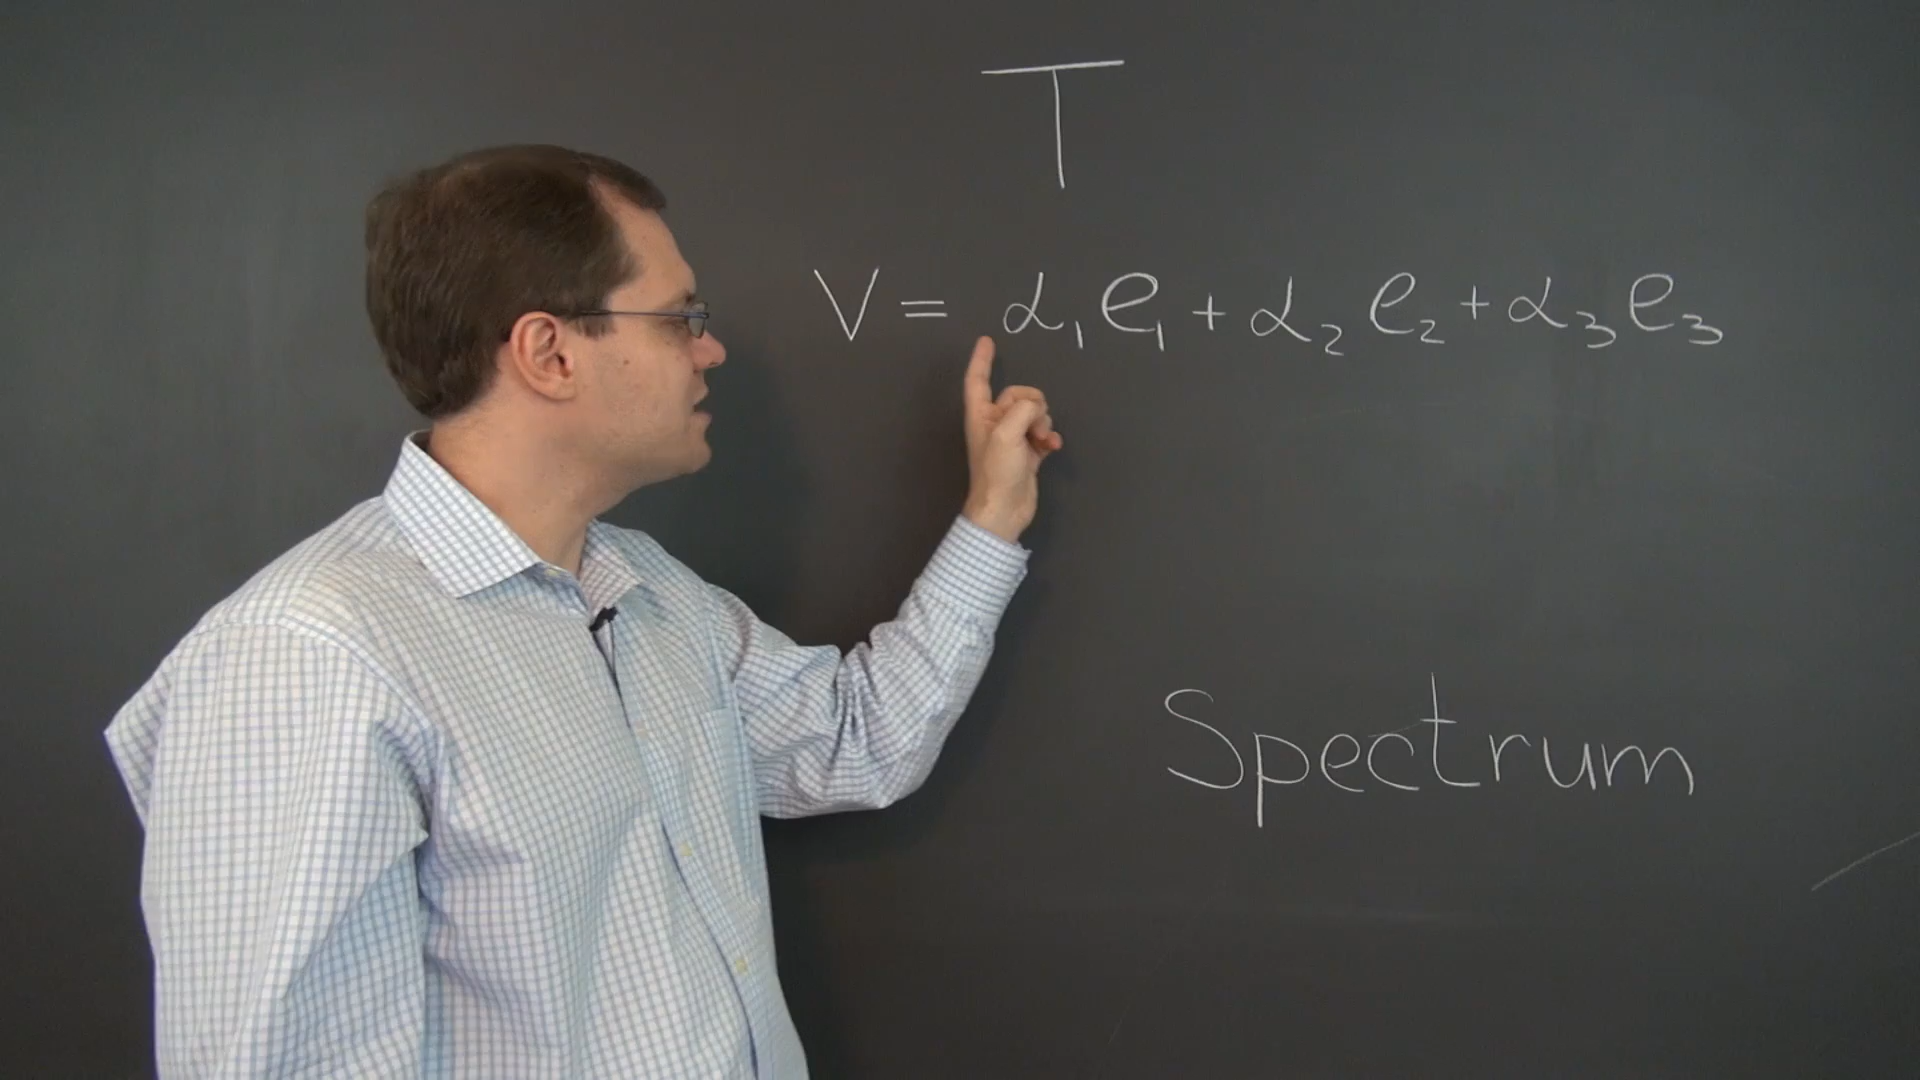 T
V = α₁e₁ + α₂e₂ + α₃e₃
Spectrum